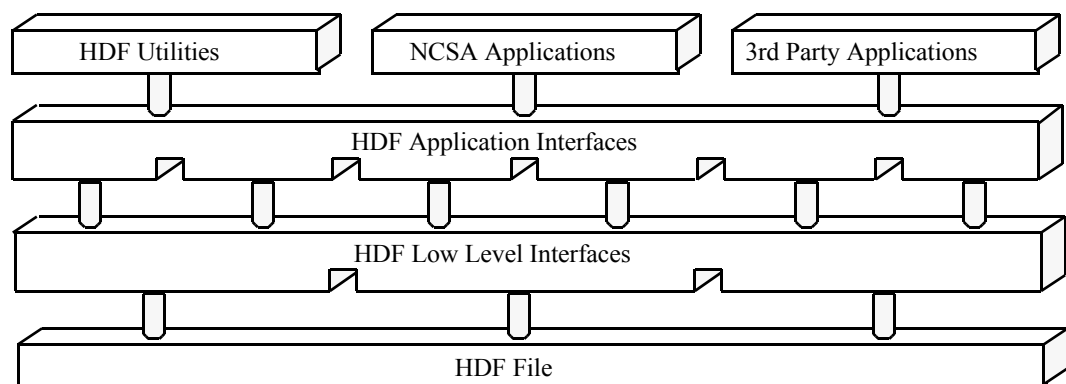 HDF Utilities
NCSA Applications
3rd Party Applications
HDF Application Interfaces
HDF Low Level Interfaces
HDF File